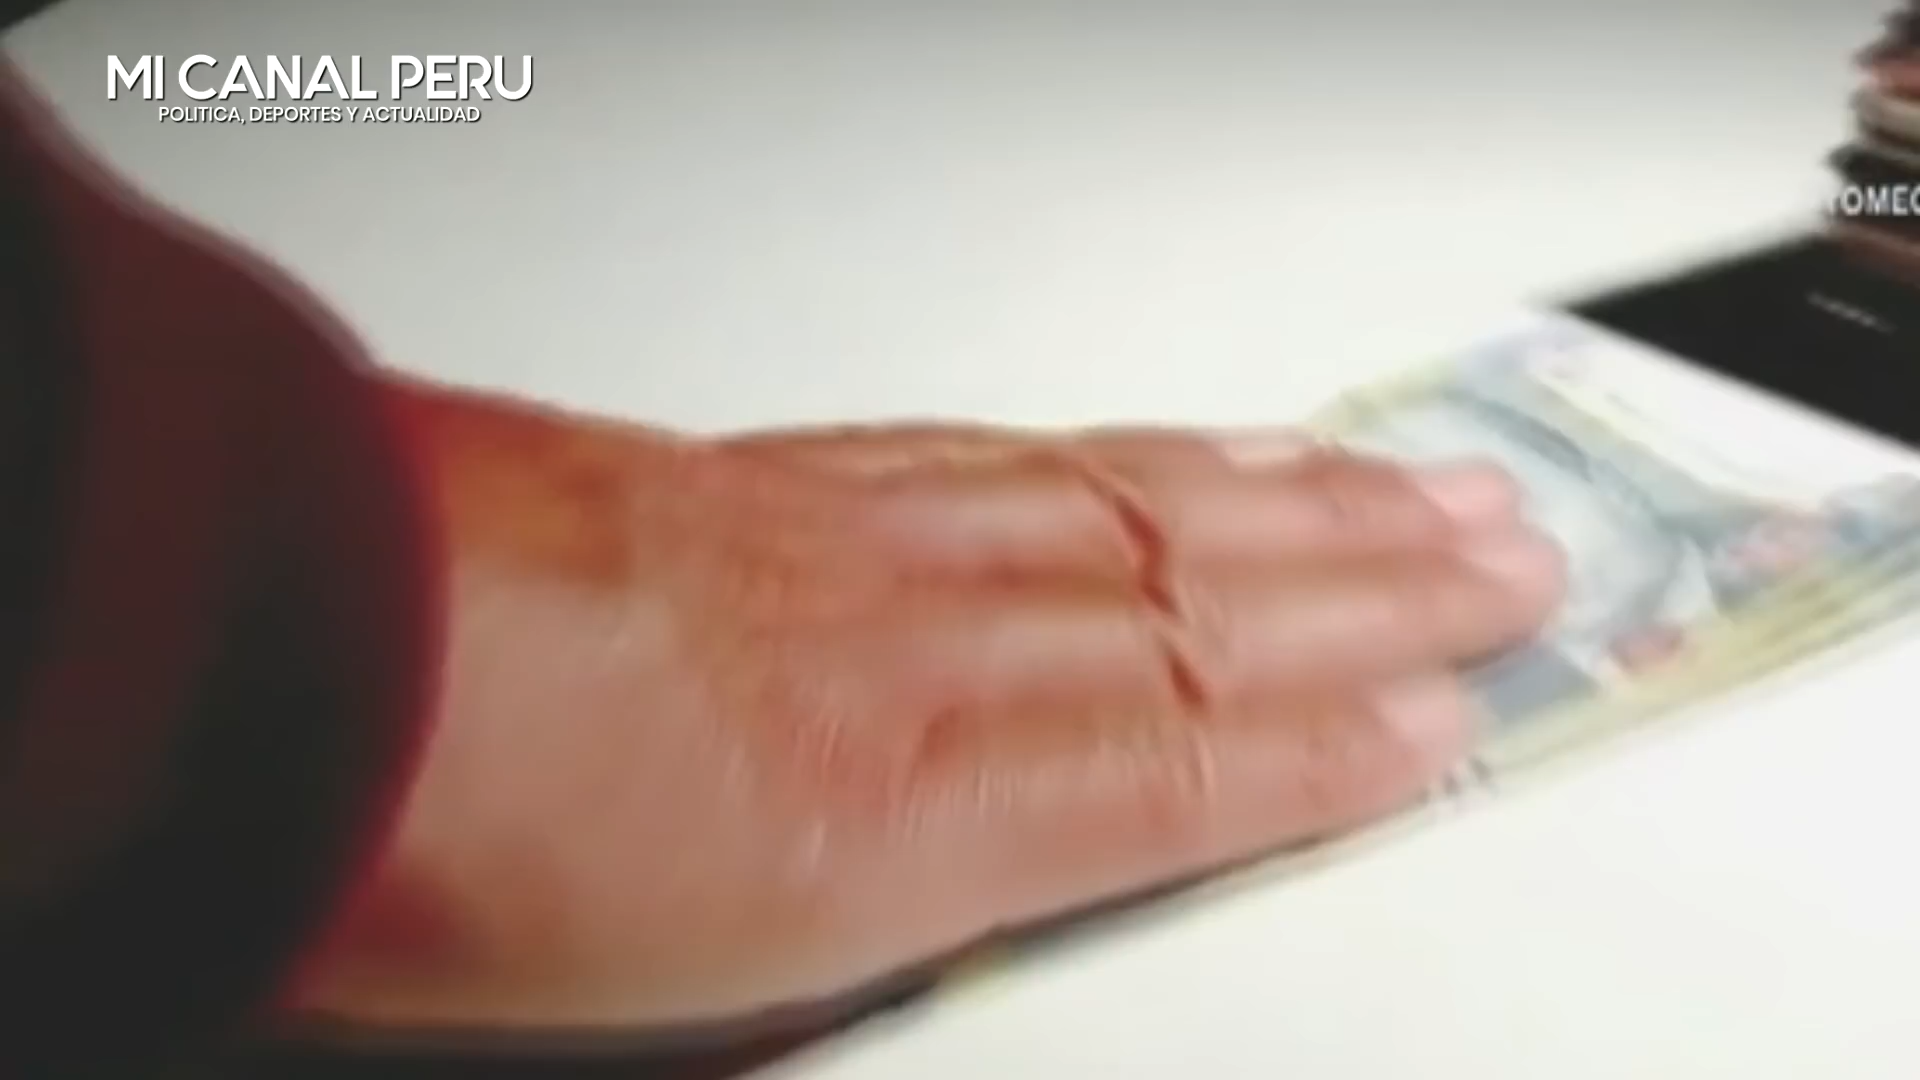 MI CANAL PERU
POLITICA, DEPORTES Y ACTUALIDAD